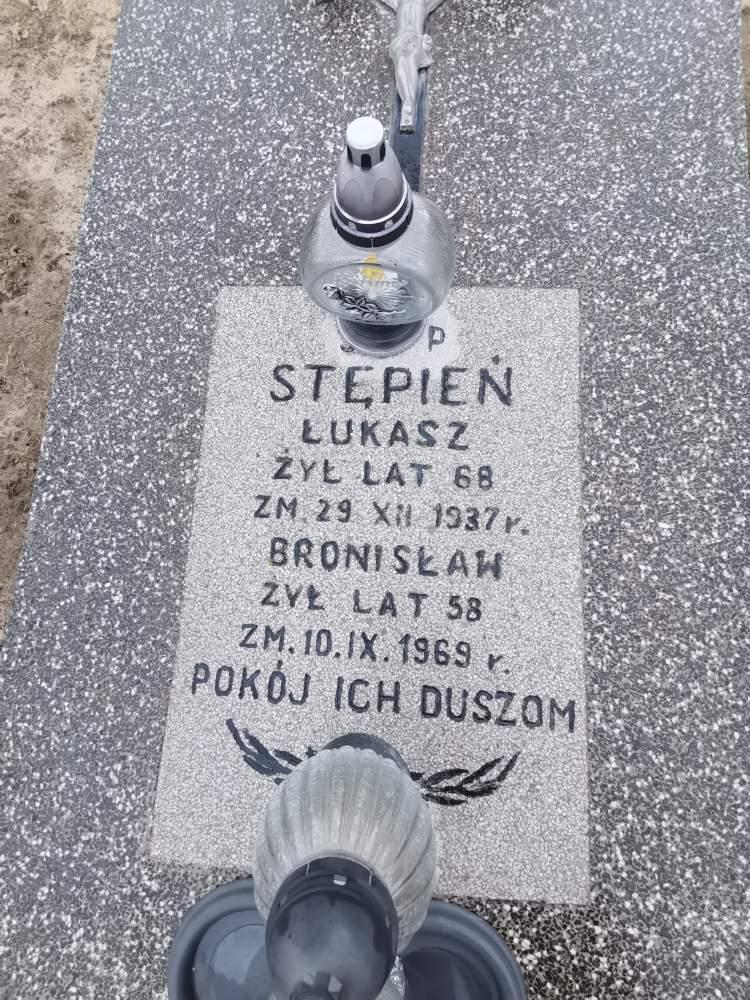 P
STĘPIEŃ
ŁUKASZ
ŻYŁ LAT 68
ZM. 29 XII 1937 r.
BRONISŁAW
ŻYŁ LAT 58
ZM. 10. IX. 1969 r.
POKÓJ ICH DUSZOM